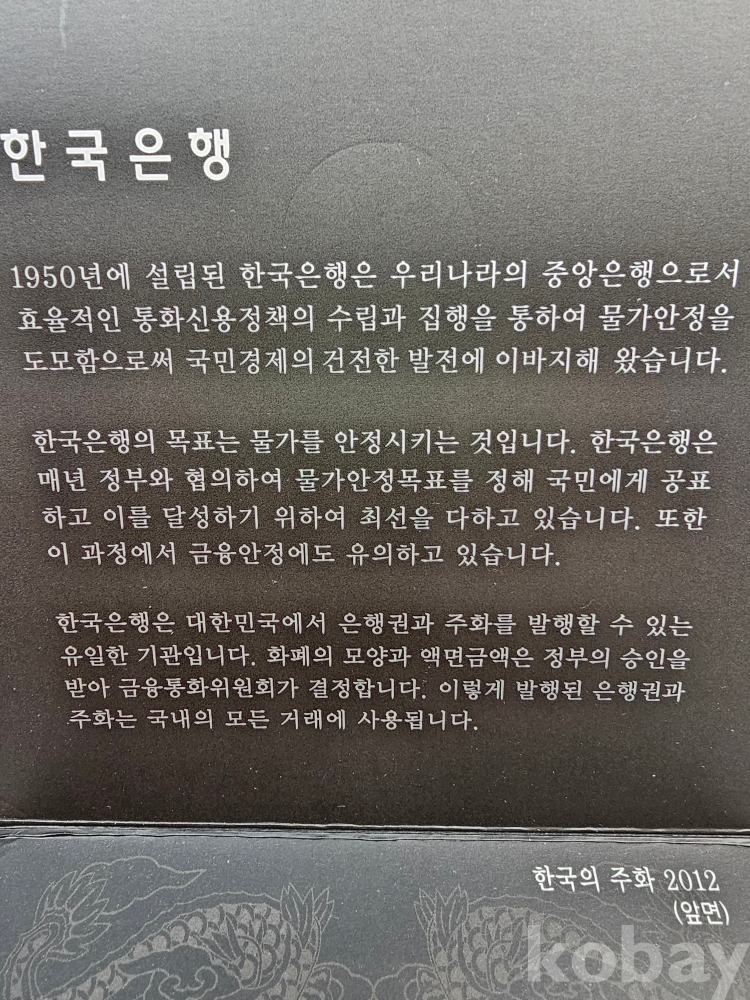 한국은행
1950년에 설립된 한국은행은 우리나라의 중앙은행으로서
효율적인 통화신용정책의 수립과 집행을 통하여 물가안정을
도모함으로써 국민경제의 건전한 발전에 이바지해 왔습니다.
한국은행의 목표는 물가를 안정시키는 것입니다. 한국은행은
매년 정부와 협의하여 물가안정목표를 정해 국민에게 공표
하고 이를 달성하기 위하여 최선을 다하고 있습니다. 또한
이 과정에서 금융안정에도 유의하고 있습니다.
한국은행은 대한민국에서 은행권과 주화를 발행할 수 있는
유일한 기관입니다. 화폐의 모양과 액면금액은 정부의 승인을
받아 금융통화위원회가 결정합니다. 이렇게 발행된 은행권과
주화는 국내의 모든 거래에 사용됩니다.
한국의 주화 2012
(앞면)
kobay